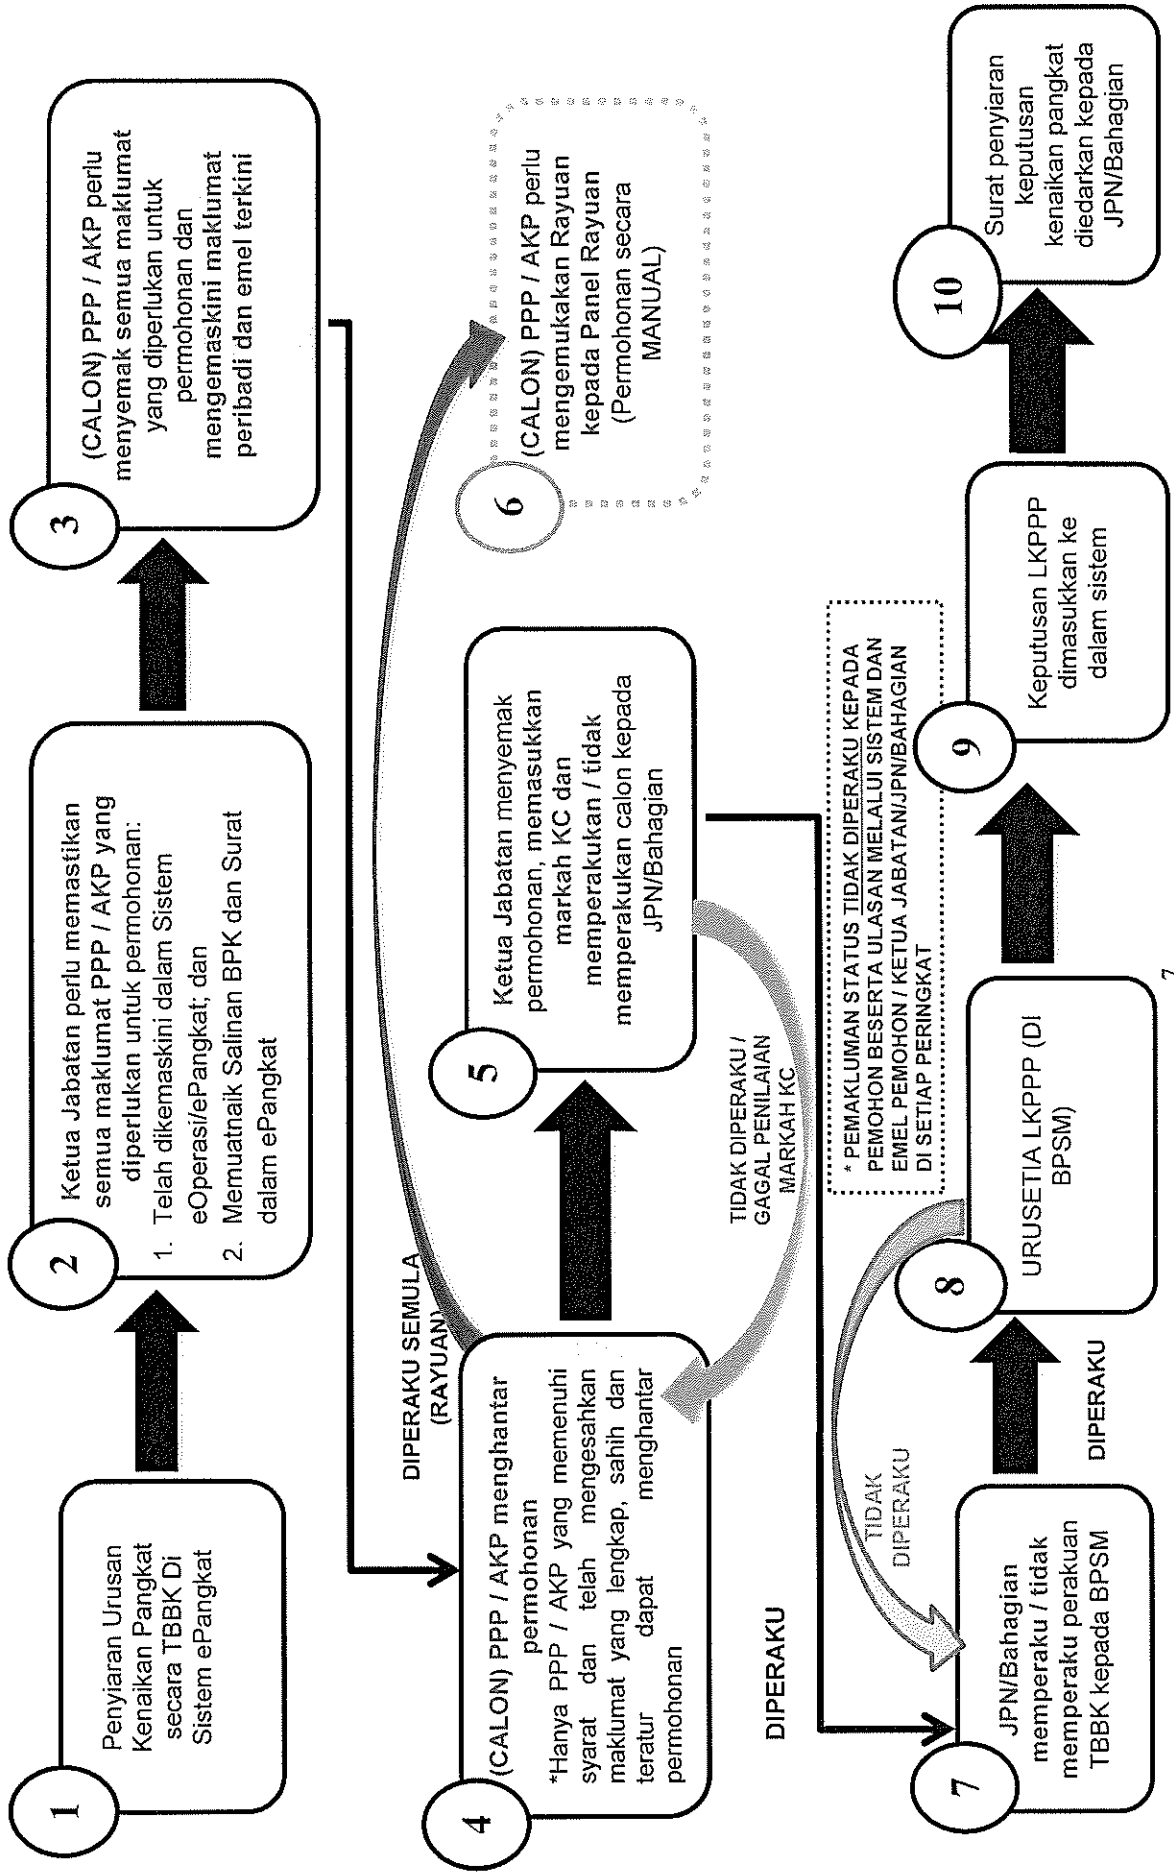 1
Penyiaran Urusan
Kenaikan Pangkat
secara TBBK Di
Sistem ePangkat
2
Ketua Jabatan perlu memastikan
semua maklumat PPP / AKP yang
diperlukan untuk permohonan:
1. Telah dikemaskini dalam Sistem
eOperasi/ePangkat; dan
2. Memuatnaik Salinan BPK dan Surat
dalam ePangkat
3
(CALON) PPP / AKP perlu
menyemak semua maklumat
yang diperlukan untuk
permohonan dan
mengemaskini maklumat
peribadi dan emel terkini
DIPERAKU SEMULA
(RAYUAN)
4
(CALON) PPP / AKP menghantar
permohonan
*Hanya PPP / AKP yang memenuhi
syarat dan telah mengesahkan
maklumat yang lengkap, sahih dan
teratur dapat menghantar
permohonan
5
Ketua Jabatan menyemak
permohonan, memasukkan
markah KC dan
memperakukan / tidak
memperakukan calon kepada
JPN/Bahagian
6
(CALON) PPP / AKP perlu
mengemukakan Rayuan
kepada Panel Rayuan
(Permohonan secara
MANUAL)
TIDAK DIPERAKU /
GAGAL PENILAIAN
MARKAH KC
DIPERAKU
* PEMAKLUMAN STATUS TIDAK DIPERAKU KEPADA
PEMOHON BESERTA ULASAN MELALUI SISTEM DAN
EMEL PEMOHON / KETUA JABATAN/JPN/BAHAGIAN
DI SETIAP PERINGKAT
TIDAK
DIPERAKU
7
JPN/Bahagian
memperaku / tidak
memperaku perakuan
TBBK kepada BPSM
DIPERAKU
8
URUSETIA LKPPP (DI
BPSM)
9
Keputusan LKPPP
dimasukkan ke
dalam sistem
10
Surat penyiaran
keputusan
kenaikan pangkat
diedarkan kepada
JPN/Bahagian
7